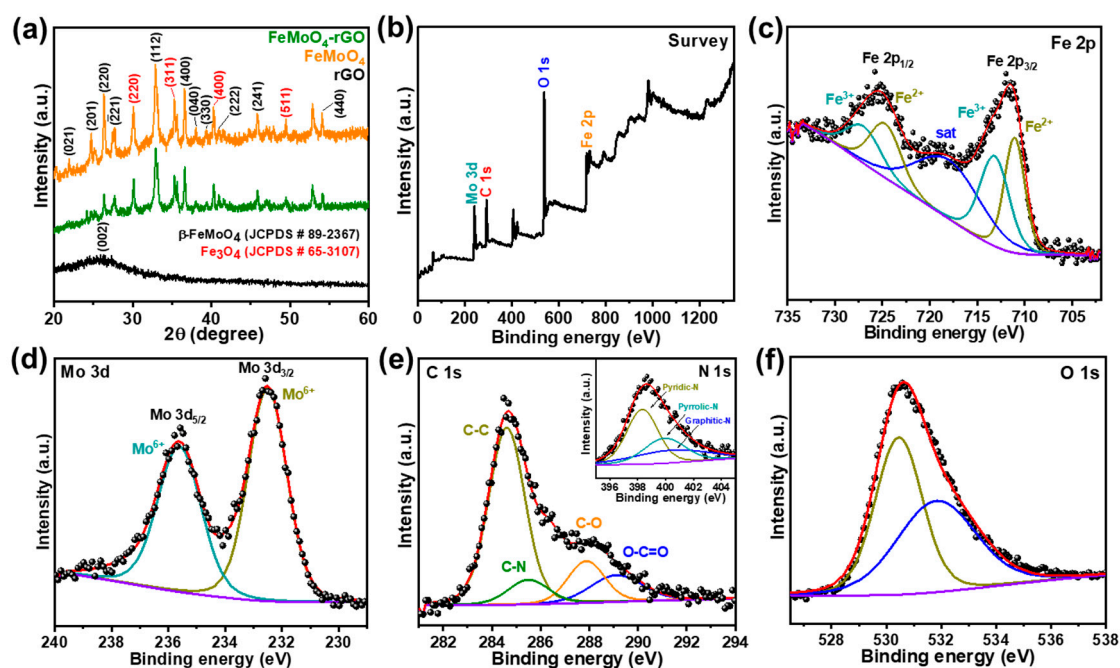 (a)
FeMoO4-rGO
FeMoO4
rGO
(021)
(201)
(220)
(221)
(220)
(112)
(311)
(400)
(040)
(330)
(400)
(222)
(241)
(511)
(440)
β-FeMoO4 (JCPDS # 89-2367)
Fe3O4 (JCPDS # 65-3107)
(002)
Intensity (a.u.)
20 30 40 50 60
2θ (degree)
(b)
Survey
Mo 3d
C 1s
O 1s
Fe 2p
Intensity (a.u.)
0 200 400 600 800 1000 1200
Binding energy (eV)
(c)
Fe 2p
Fe 2p1/2
Fe 2p3/2
Fe3+
Fe2+
sat
Fe3+
Fe2+
Intensity (a.u.)
735 730 725 720 715 710 705
Binding energy (eV)
(d)
Mo 3d
Mo 3d3/2
Mo6+
Mo 3d5/2
Mo6+
Intensity (a.u.)
240 238 236 234 232 230
Binding energy (eV)
(e)
C 1s
C-C
C-N
C-O
O-C=O
Intensity (a.u.)
282 284 286 288 290 292 294
Binding energy (eV)
N 1s
Pyridic-N
Pyrrolic-N
Graphitic-N
Intensity (a.u.)
396 398 400 402 404
Binding energy (eV)
(f)
O 1s
Intensity (a.u.)
528 530 532 534 536 538
Binding energy (eV)